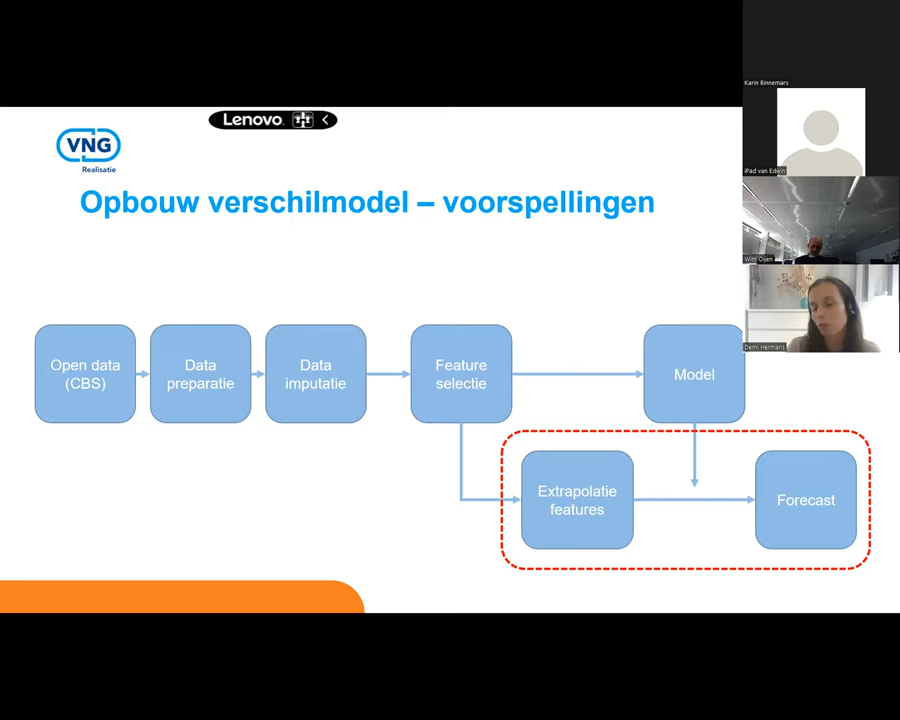 Karin Binnemars
Lenovo
VNG
Realisatie
iPad van Edwin
Opbouw verschilmodel – voorspellingen
Wim Oijen
Demi Hermans
Open data
(CBS)
Data
preparatie
Data
imputatie
Feature
selectie
Model
Extrapolatie
features
Forecast